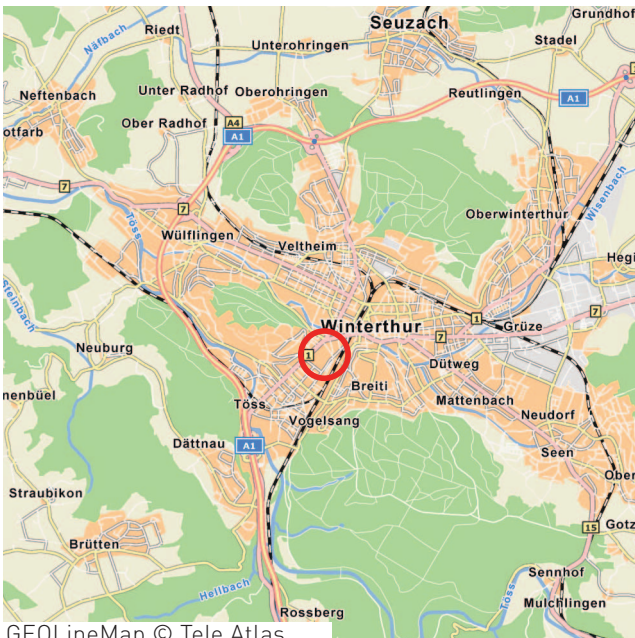 Grundhof
Riedt
Seuzach
Näfbach
Unterohringen
Stadel
Neftenbach
Unter Radhof
Oberohringen
Reutlingen
A1
otfarb
Ober Radhof
A4
A1
7
7
Töss
Wülflingen
Veltheim
Oberwinterthur
Wiesenbach
Hegi
Steinbach
Winterthur
1
7
7
Grüze
Neuburg
1
Dütweg
nenbüel
Töss
Breiti
Mattenbach
Vogelsang
Neudorf
Dättnau
A1
Seen
Ober
Straubikon
15
Gotz
Brütten
Hellbach
Töss
Sennhof
Mulchlingen
Rossberg
GEOLineMap © Tele Atlas